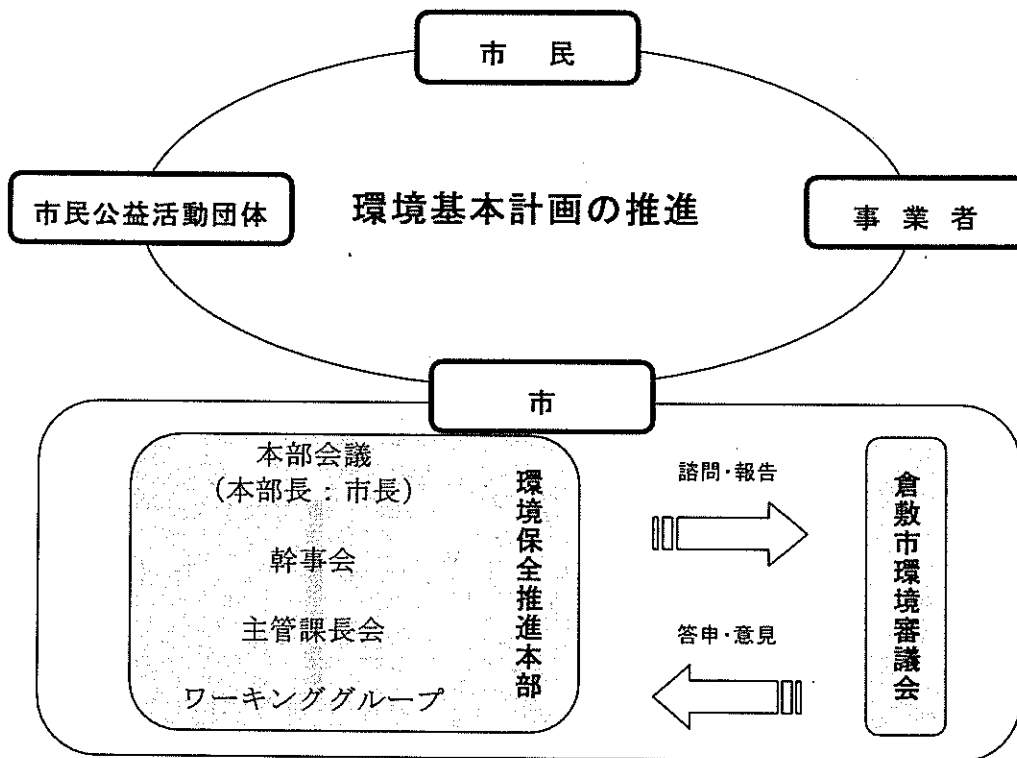 市 民
市民公益活動団体
環境基本計画の推進
事 業 者
市
本部会議
(本部長:市長)
幹事会
主管課長会
ワーキンググループ
環境保全推進本部
諮問・報告
答申・意見
倉敷市環境審議会